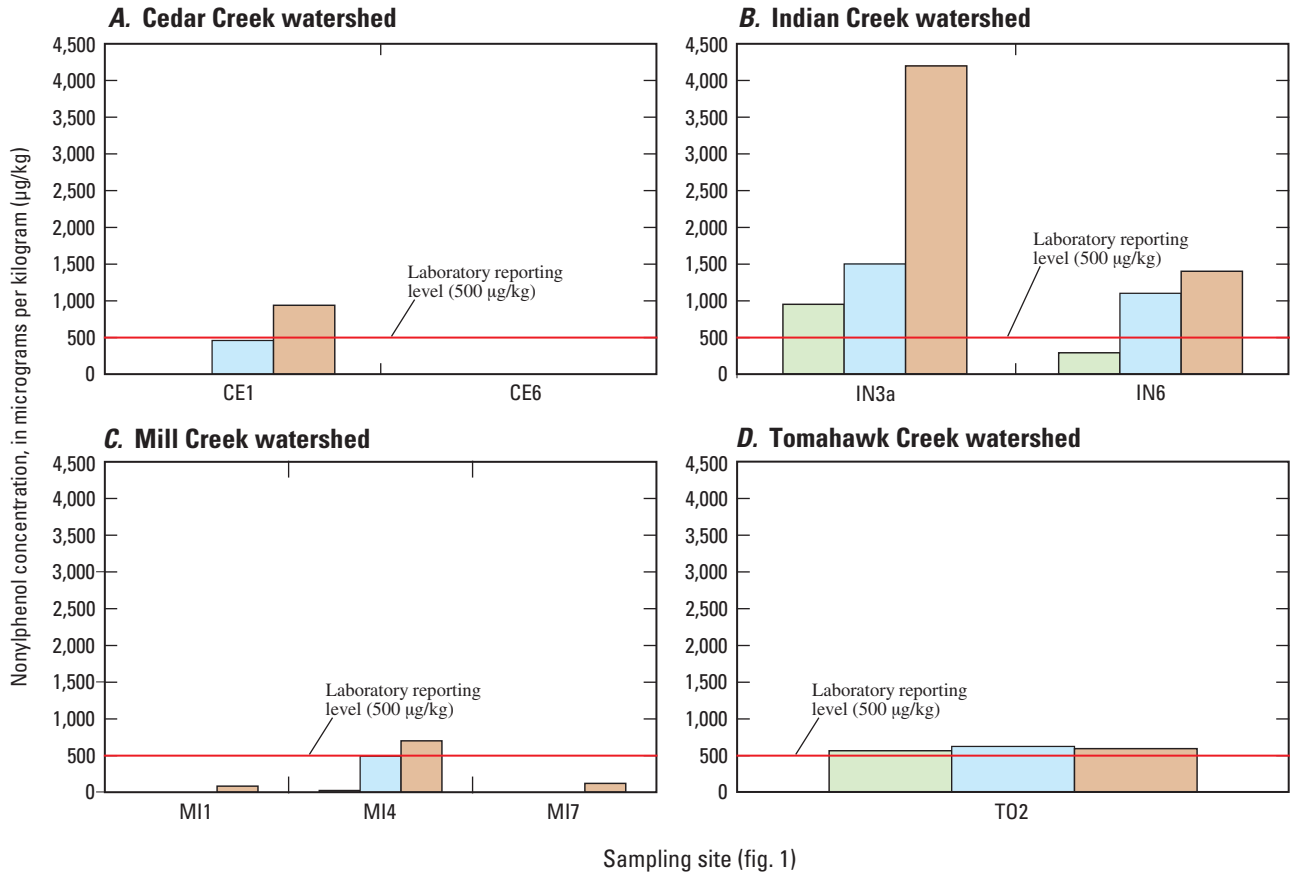 A. Cedar Creek watershed
4,500
4,000
3,500
3,000
2,500
2,000
1,500
1,000
500
0
Laboratory reporting
level (500 µg/kg)
CE1
CE6
B. Indian Creek watershed
4,500
4,000
3,500
3,000
2,500
2,000
1,500
1,000
500
0
Laboratory reporting
level (500 µg/kg)
IN3a
IN6
Nonylphenol concentration, in micrograms per kilogram (µg/kg)
C. Mill Creek watershed
4,500
4,000
3,500
3,000
2,500
2,000
1,500
1,000
500
0
Laboratory reporting
level (500 µg/kg)
MI1
MI4
MI7
D. Tomahawk Creek watershed
4,500
4,000
3,500
3,000
2,500
2,000
1,500
1,000
500
0
Laboratory reporting
level (500 µg/kg)
TO2
Sampling site (fig. 1)